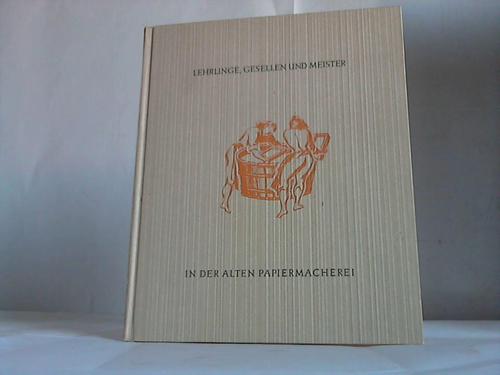 LEHRLINGE, GESELLEN UND MEISTER
IN DER ALTEN PAPIERMACHEREI